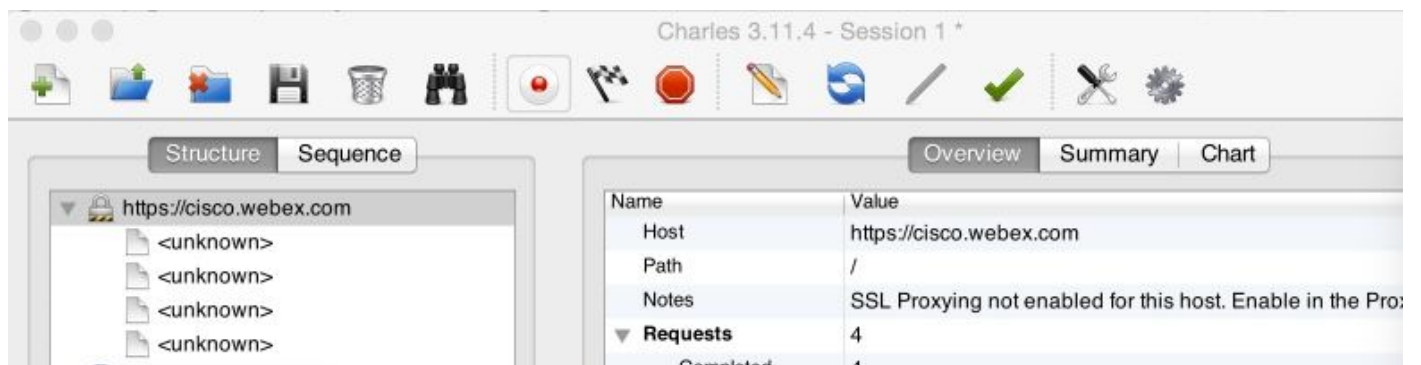 Charles 3.11.4 - Session 1 *
Structure Sequence
Overview Summary Chart
https://cisco.webex.com
<unknown>
<unknown>
<unknown>
<unknown>
Name Value
Host https://cisco.webex.com
Path /
Notes SSL Proxying not enabled for this host. Enable in the Pro
Requests 4
Completed